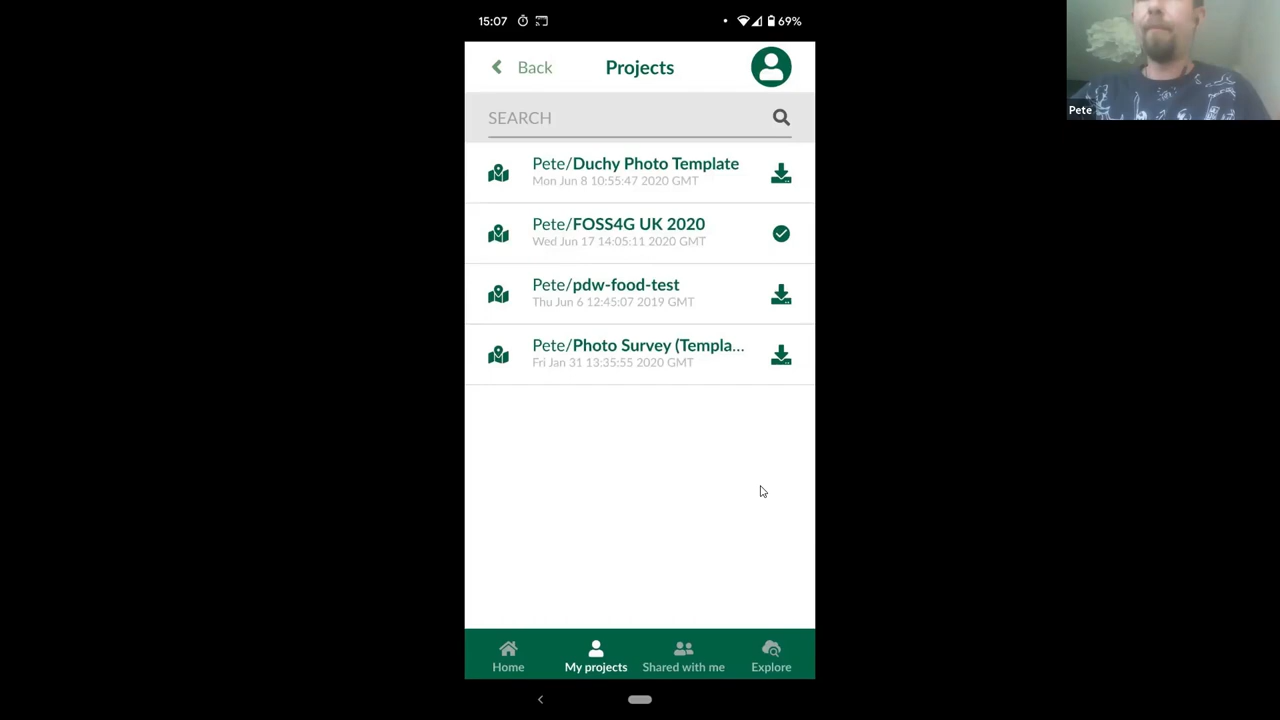 15:07
69%
Back
Projects
SEARCH
Pete/Duchy Photo Template
Mon Jun 8 10:55:47 2020 GMT
Pete/FOSS4G UK 2020
Wed Jun 17 14:05:11 2020 GMT
Pete/pdw-food-test
Thu Jun 6 12:45:07 2019 GMT
Pete/Photo Survey (Templa...
Fri Jan 31 13:35:55 2020 GMT
Home
My projects
Shared with me
Explore
Pete